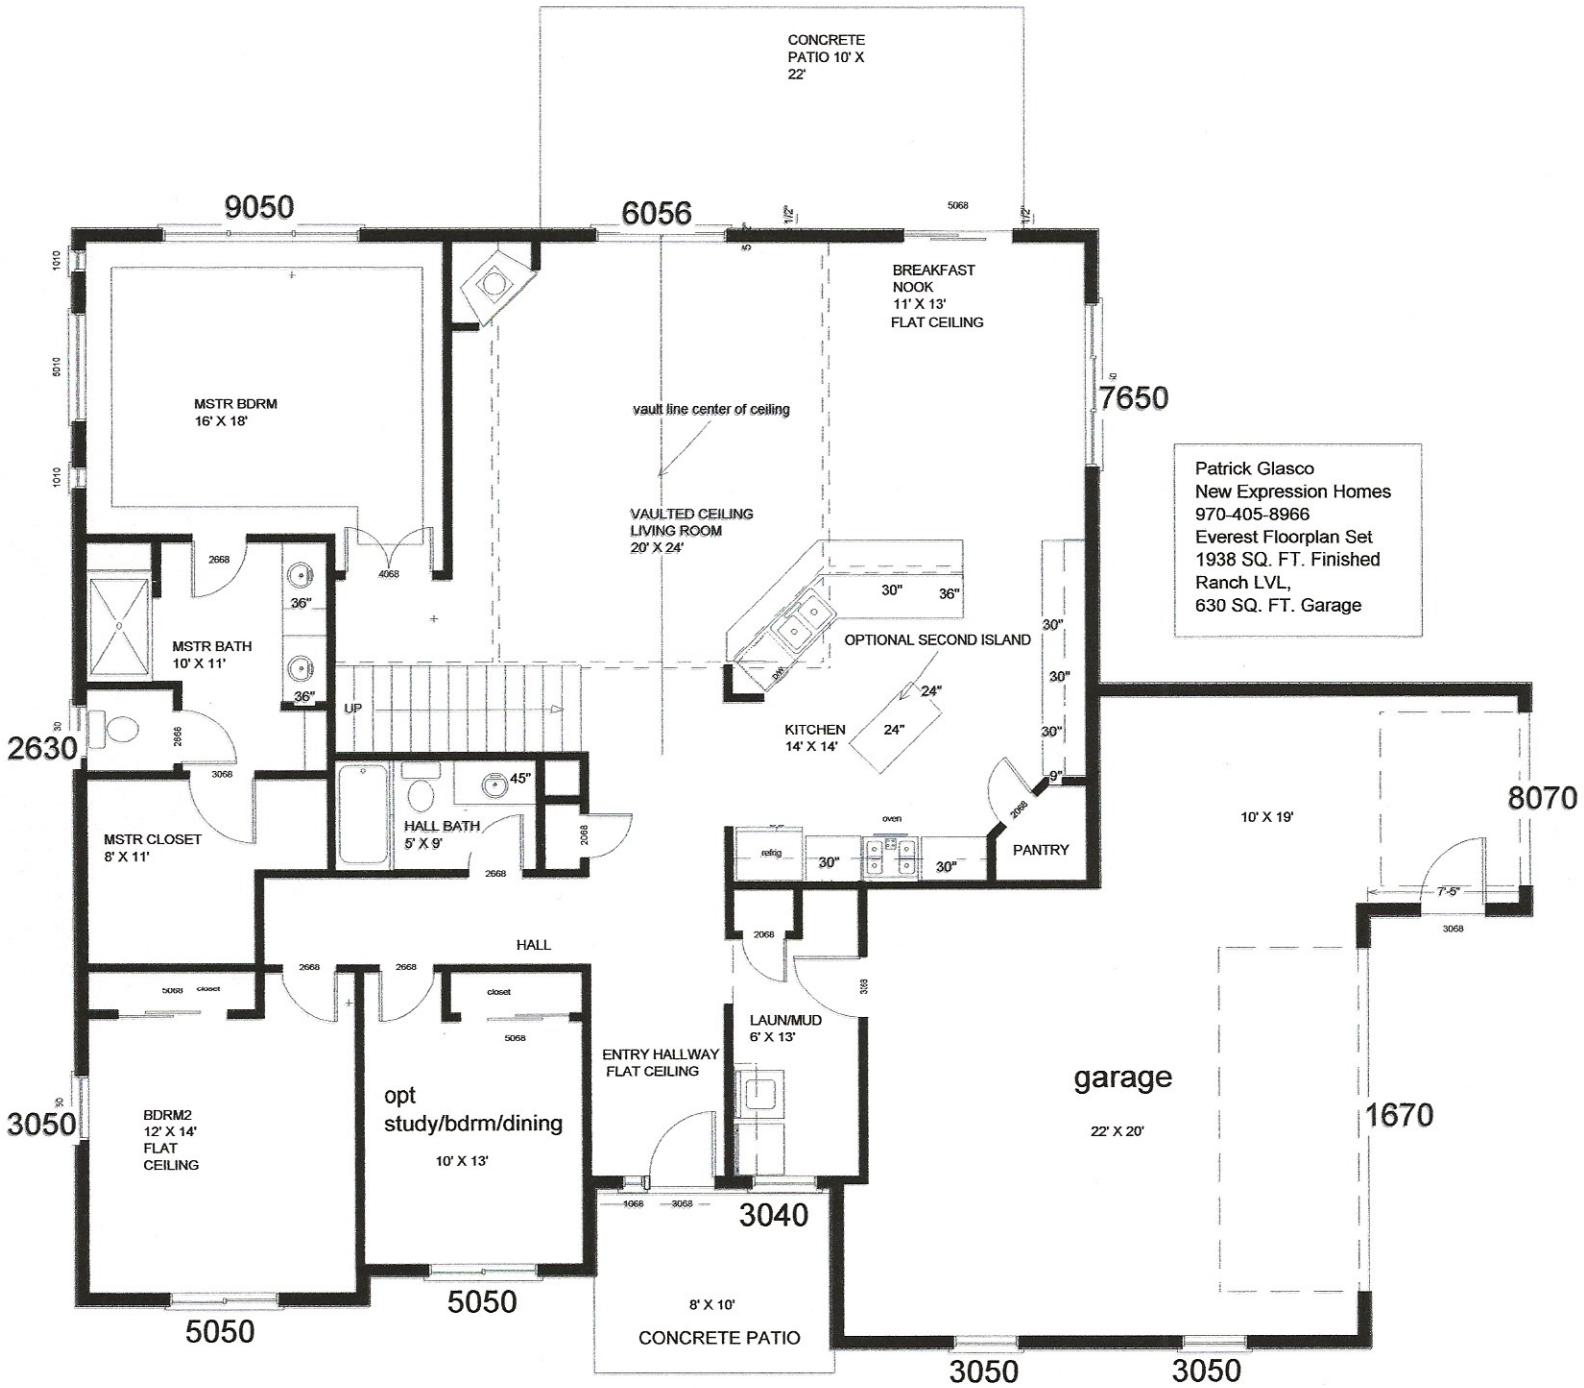 CONCRETE
PATIO 10' X
22'
9050
6056
5068
1/2"
1/2"
1010
BREAKFAST
NOOK
11' X 13'
FLAT CEILING
6010
7650
MSTR BDRM
16' X 18'
vault line center of ceiling
1010
Patrick Glasco
New Expression Homes
970-405-8966
Everest Floorplan Set
1938 SQ. FT. Finished
Ranch LVL,
630 SQ. FT. Garage
VAULTED CEILING
LIVING ROOM
20' X 24'
2668
4068
36"
30"
36"
30"
OPTIONAL SECOND ISLAND
MSTR BATH
10' X 11'
D/W
30"
36"
24"
UP
24"
KITCHEN
14' X 14'
30"
2630
2668
3068
45"
9"
8070
HALL BATH
5' X 9'
2068
2068
oven
10' X 19'
MSTR CLOSET
8' X 11'
refrig
30"
30"
PANTRY
2668
7'-5"
3068
HALL
2068
2668
2668
3068
5068
closet
closet
5068
LAUN/MUD
6' X 13'
ENTRY HALLWAY
FLAT CEILING
garage
22' X 20'
1670
opt
study/bdrm/dining
10' X 13'
3050
BDRM2
12' X 14'
FLAT
CEILING
1068
3068
3040
5050
5050
8' X 10'
CONCRETE PATIO
3050
3050